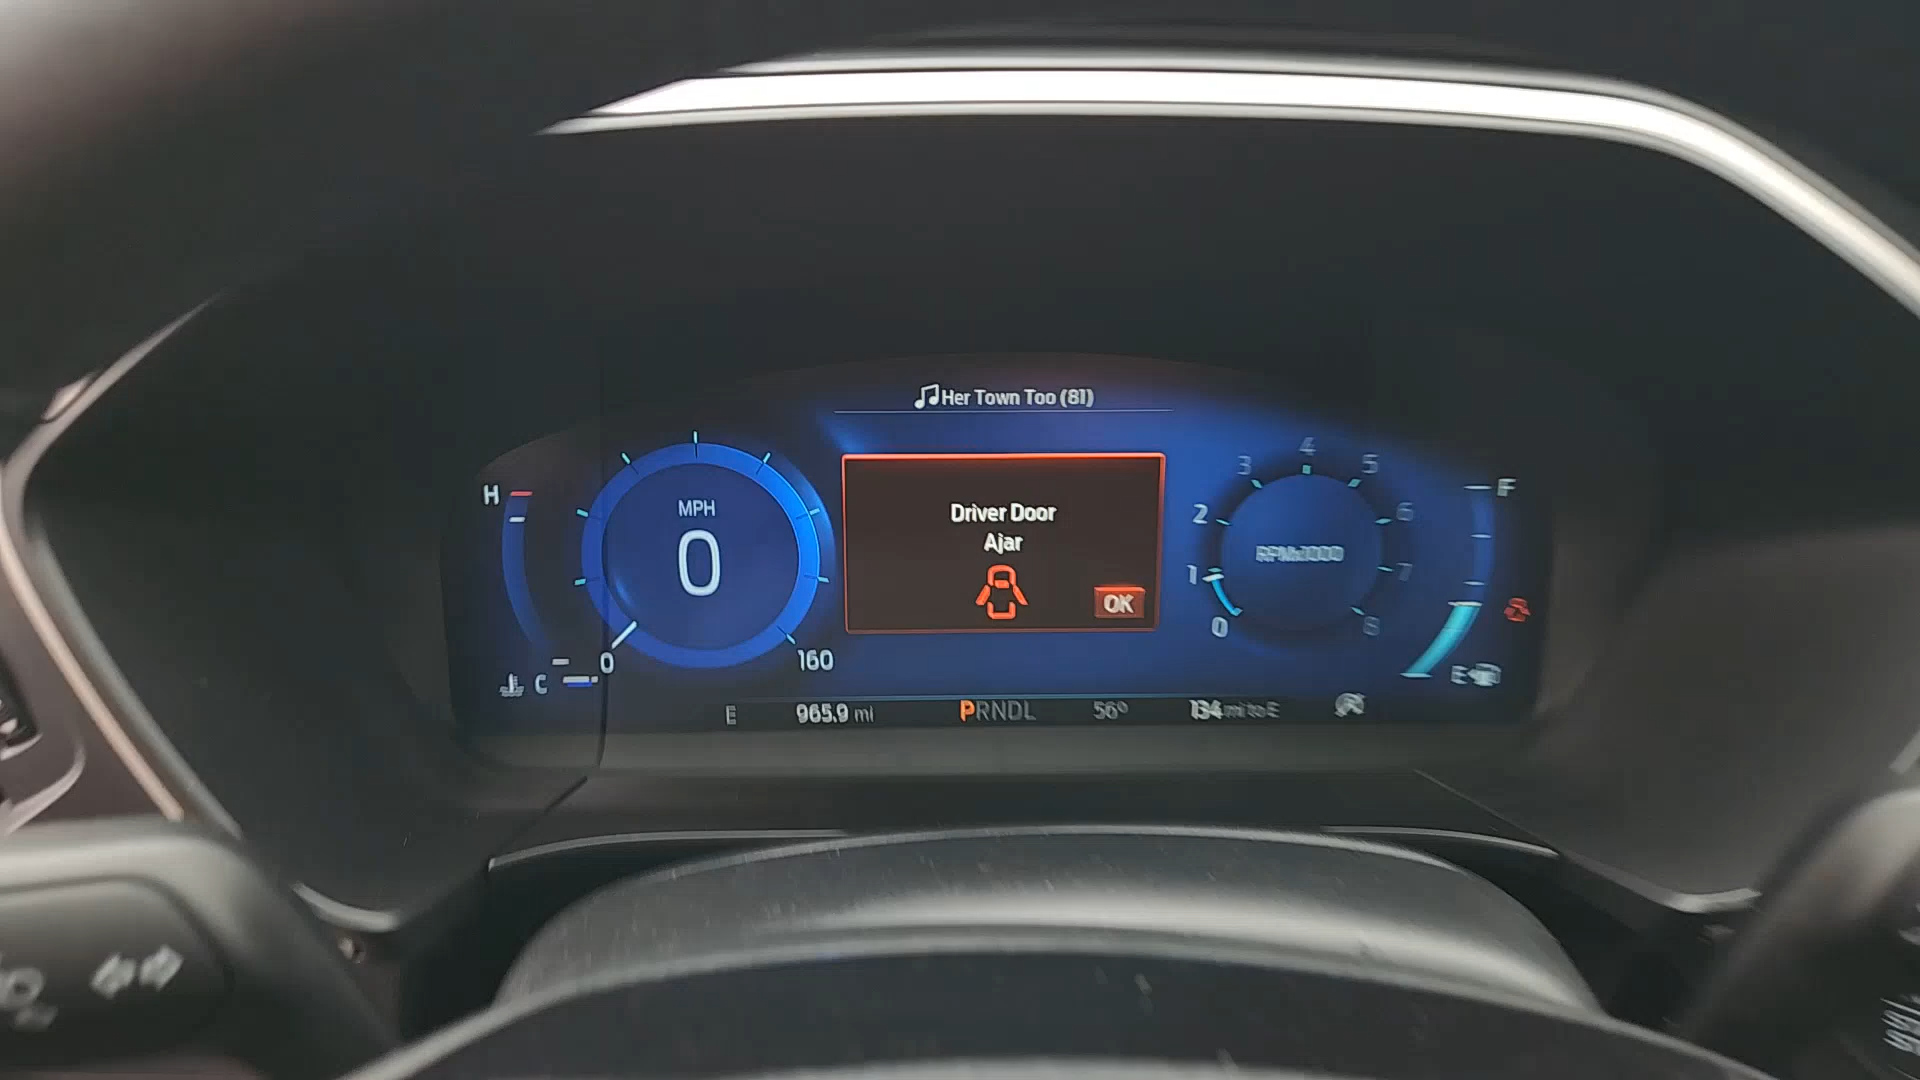 Her Town Too (81)
H
MPH
0
0
160
C
Driver Door
Ajar
OK
0
1
2
3
4
5
6
7
8
RPMx1000
F
E
E
965.9 mi
PRNDL
56°
134 mi to E